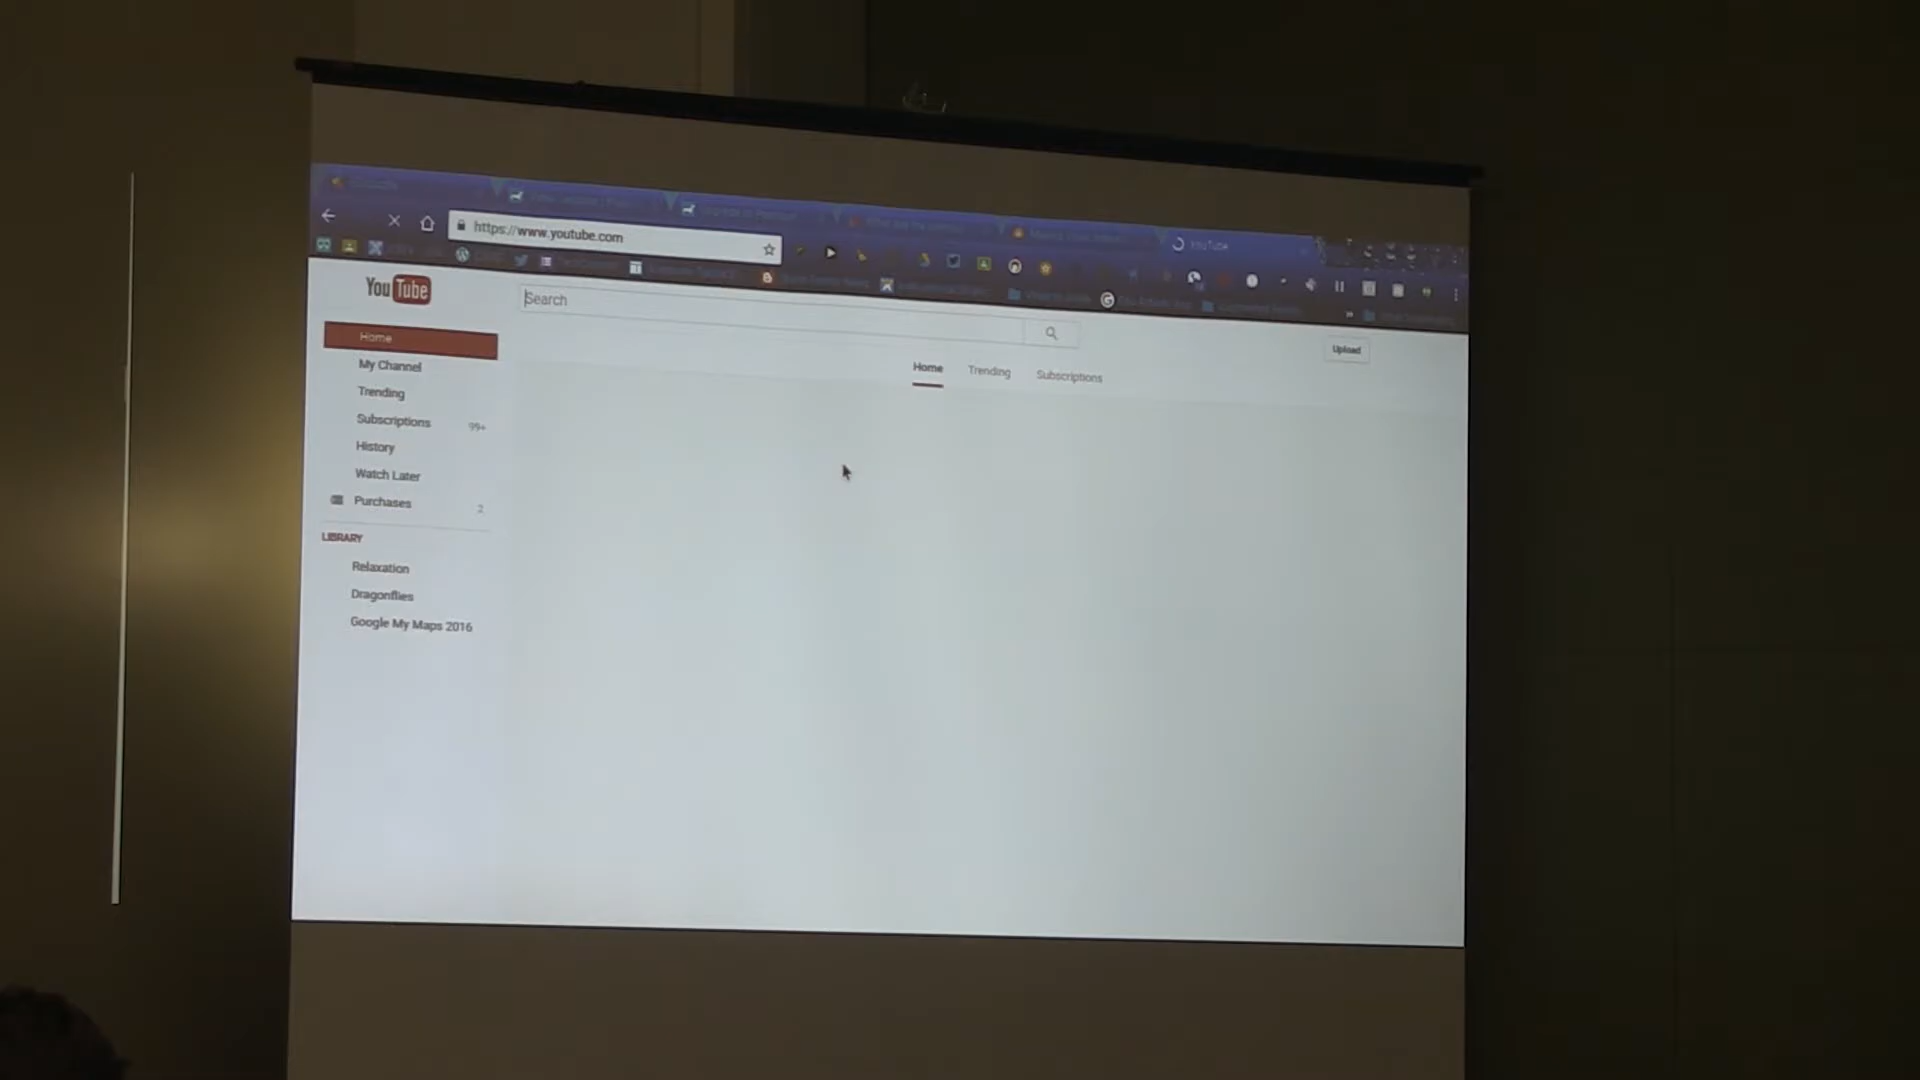 YouTube
https://www.youtube.com
YouTube
Search
Upload
Home
Trending
Subscriptions
Home
My Channel
Trending
Subscriptions 99+
History
Watch Later
Purchases 2
LIBRARY
Relaxation
Dragonflies
Google My Maps 2016